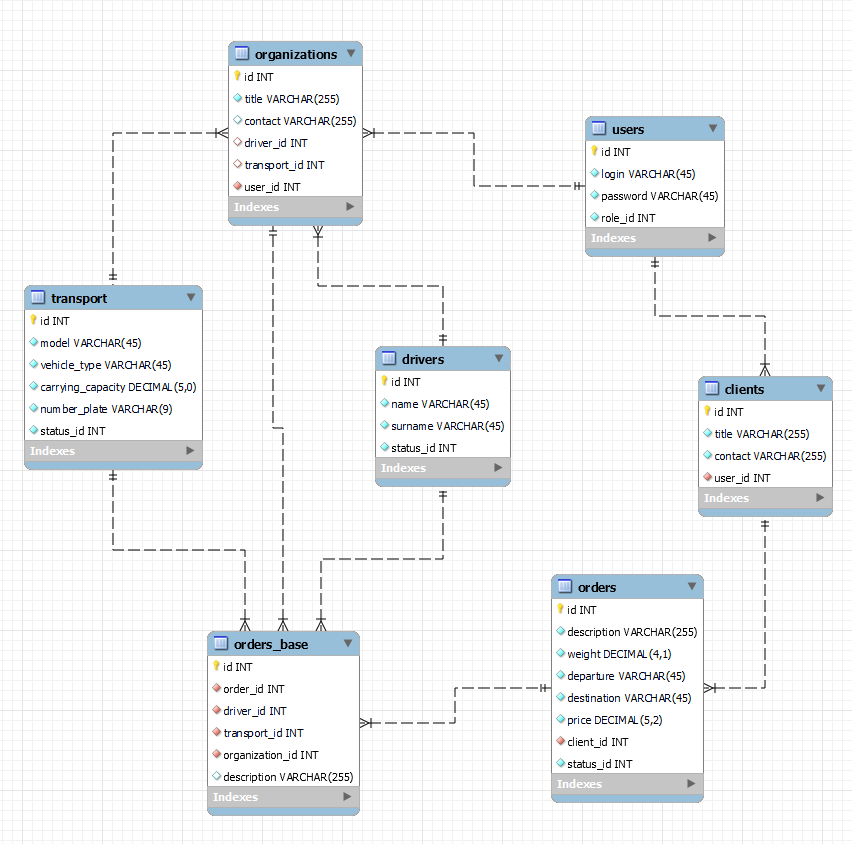 organizations
id INT
title VARCHAR(255)
contact VARCHAR(255)
driver_id INT
transport_id INT
user_id INT
Indexes
users
id INT
login VARCHAR(45)
password VARCHAR(45)
role_id INT
Indexes
transport
id INT
model VARCHAR(45)
vehicle_type VARCHAR(45)
carrying_capacity DECIMAL(5,0)
number_plate VARCHAR(9)
status_id INT
Indexes
drivers
id INT
name VARCHAR(45)
surname VARCHAR(45)
status_id INT
Indexes
clients
id INT
title VARCHAR(255)
contact VARCHAR(255)
user_id INT
Indexes
orders
id INT
description VARCHAR(255)
weight DECIMAL(4,1)
departure VARCHAR(45)
destination VARCHAR(45)
price DECIMAL(5,2)
client_id INT
status_id INT
Indexes
orders_base
id INT
order_id INT
driver_id INT
transport_id INT
organization_id INT
description VARCHAR(255)
Indexes